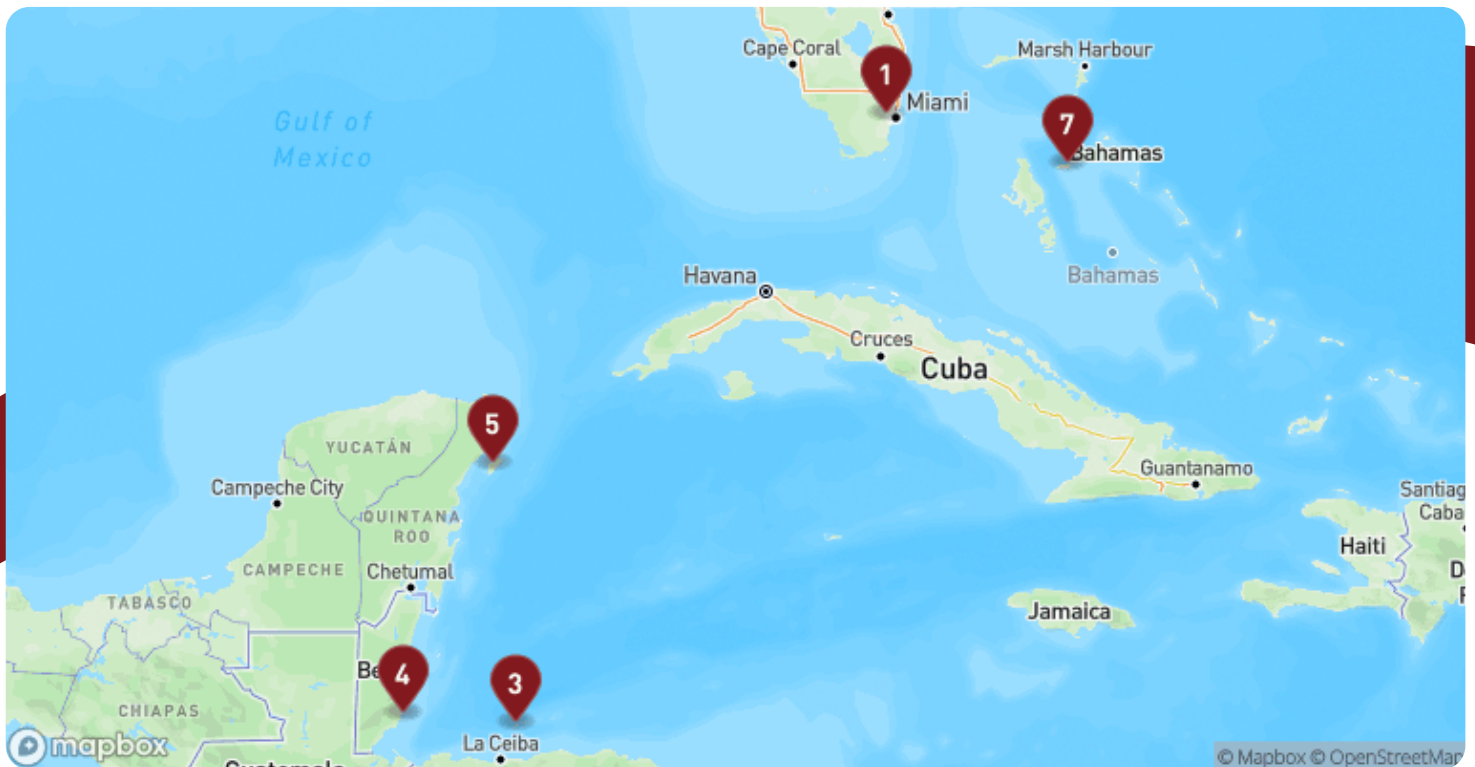 Cape Coral
Marsh Harbour
1
Miami
Gulf of
Mexico
7
Bahamas
Havana
Bahamas
Cruces
Cuba
5
YUCATÁN
Campeche City
Guantanamo
QUINTANA
ROO
Santiag
Caba
Haiti
CAMPECHE
Chetumal
D
TABASCO
Jamaica
Be
4
3
CHIAPAS
La Ceiba
mapbox
© Mapbox © OpenStreetMap